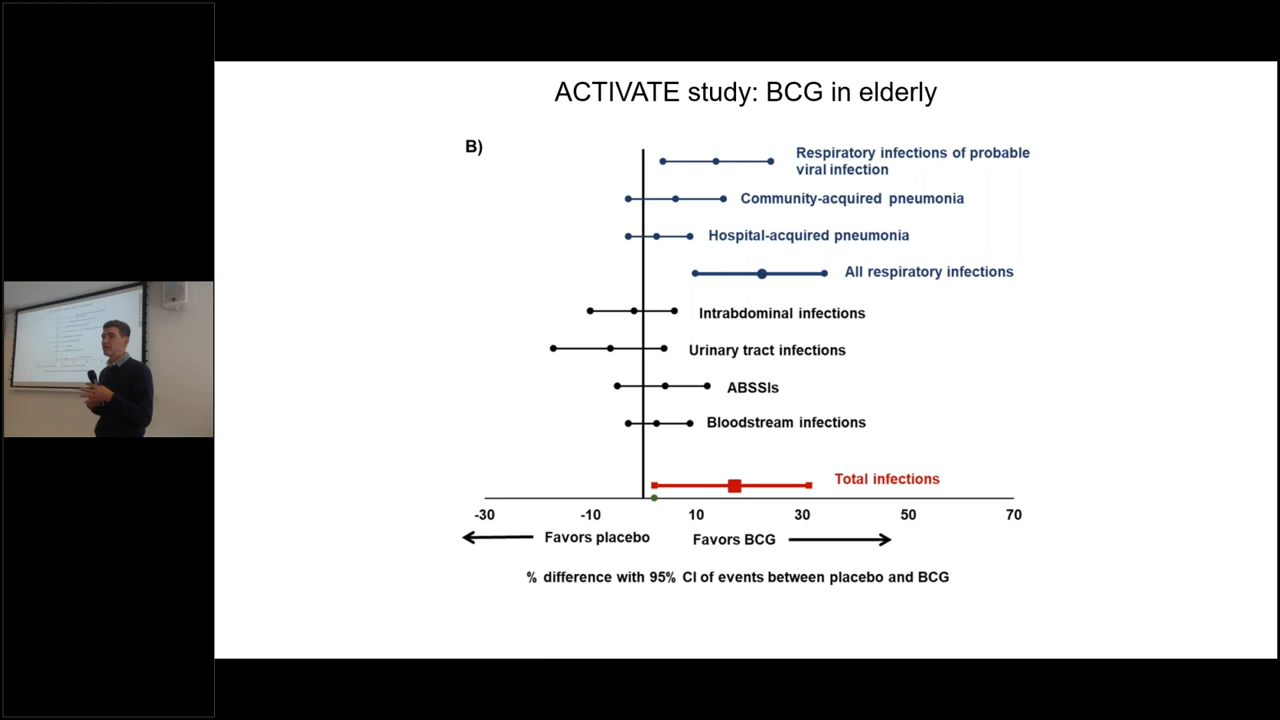 ACTIVATE study: BCG in elderly
B)
Respiratory infections of probable
viral infection
Community-acquired pneumonia
Hospital-acquired pneumonia
All respiratory infections
Intrabdominal infections
Urinary tract infections
ABSSIs
Bloodstream infections
Total infections
-30 -10 10 30 50 70
Favors placebo Favors BCG
% difference with 95% CI of events between placebo and BCG